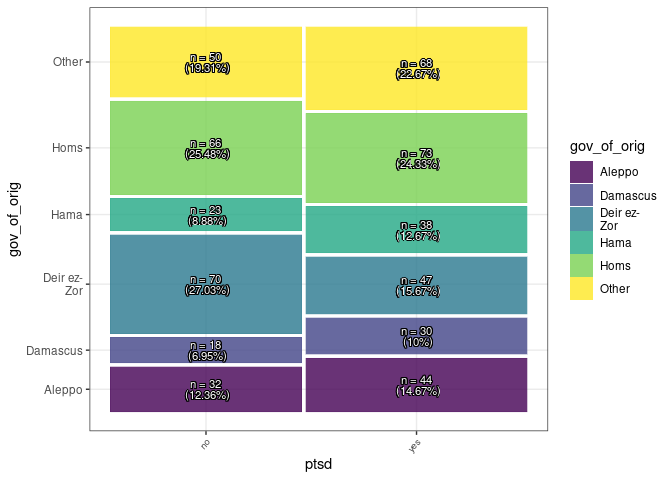 gov_of_orig
Other
Homs
Hama
Deir ez-
Zor
Damascus
Aleppo
n = 50
(19.31%)
n = 66
(25.48%)
n = 23
(8.88%)
n = 70
(27.03%)
n = 18
(6.95%)
n = 32
(12.36%)
n = 68
(22.67%)
n = 73
(24.33%)
n = 38
(12.67%)
n = 47
(15.67%)
n = 30
(10%)
n = 44
(14.67%)
no
yes
ptsd
gov_of_orig
Aleppo
Damascus
Deir ez-
Zor
Hama
Homs
Other